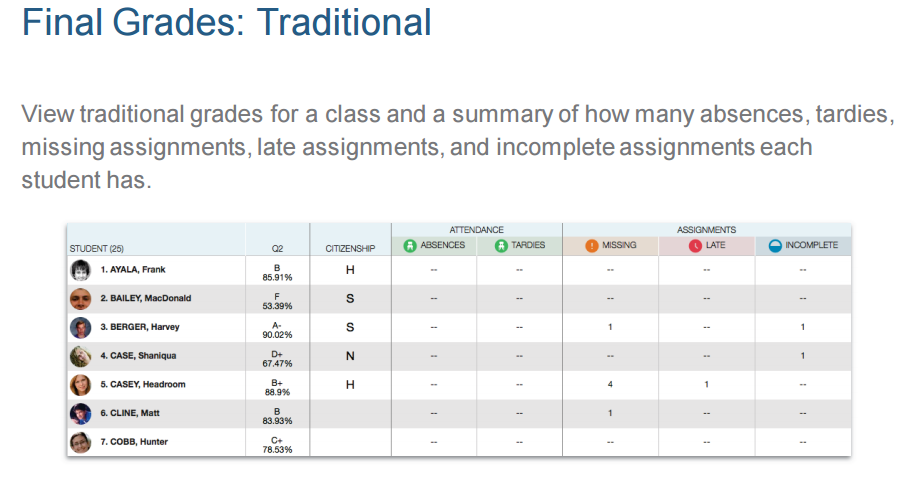 Final Grades: Traditional
View traditional grades for a class and a summary of how many absences, tardies,
missing assignments, late assignments, and incomplete assignments each
student has.
ATTENDANCE ASSIGNMENTS
STUDENT (25) Q2 CITIZENSHIP ABSENCES TARDIES MISSING LATE INCOMPLETE
1. AYALA, Frank B H -- -- -- -- --
85.91%
2. BAILEY, MacDonald F S -- -- -- -- --
53.39%
3. BERGER, Harvey A- S -- -- 1 -- 1
90.02%
4. CASE, Shaniqua D+ N -- -- -- -- 1
67.47%
5. CASEY, Headroom B+ H -- -- 4 1 --
88.9%
6. CLINE, Matt B -- -- 1 -- --
83.93%
7. COBB, Hunter C+ -- -- -- -- --
78.53%